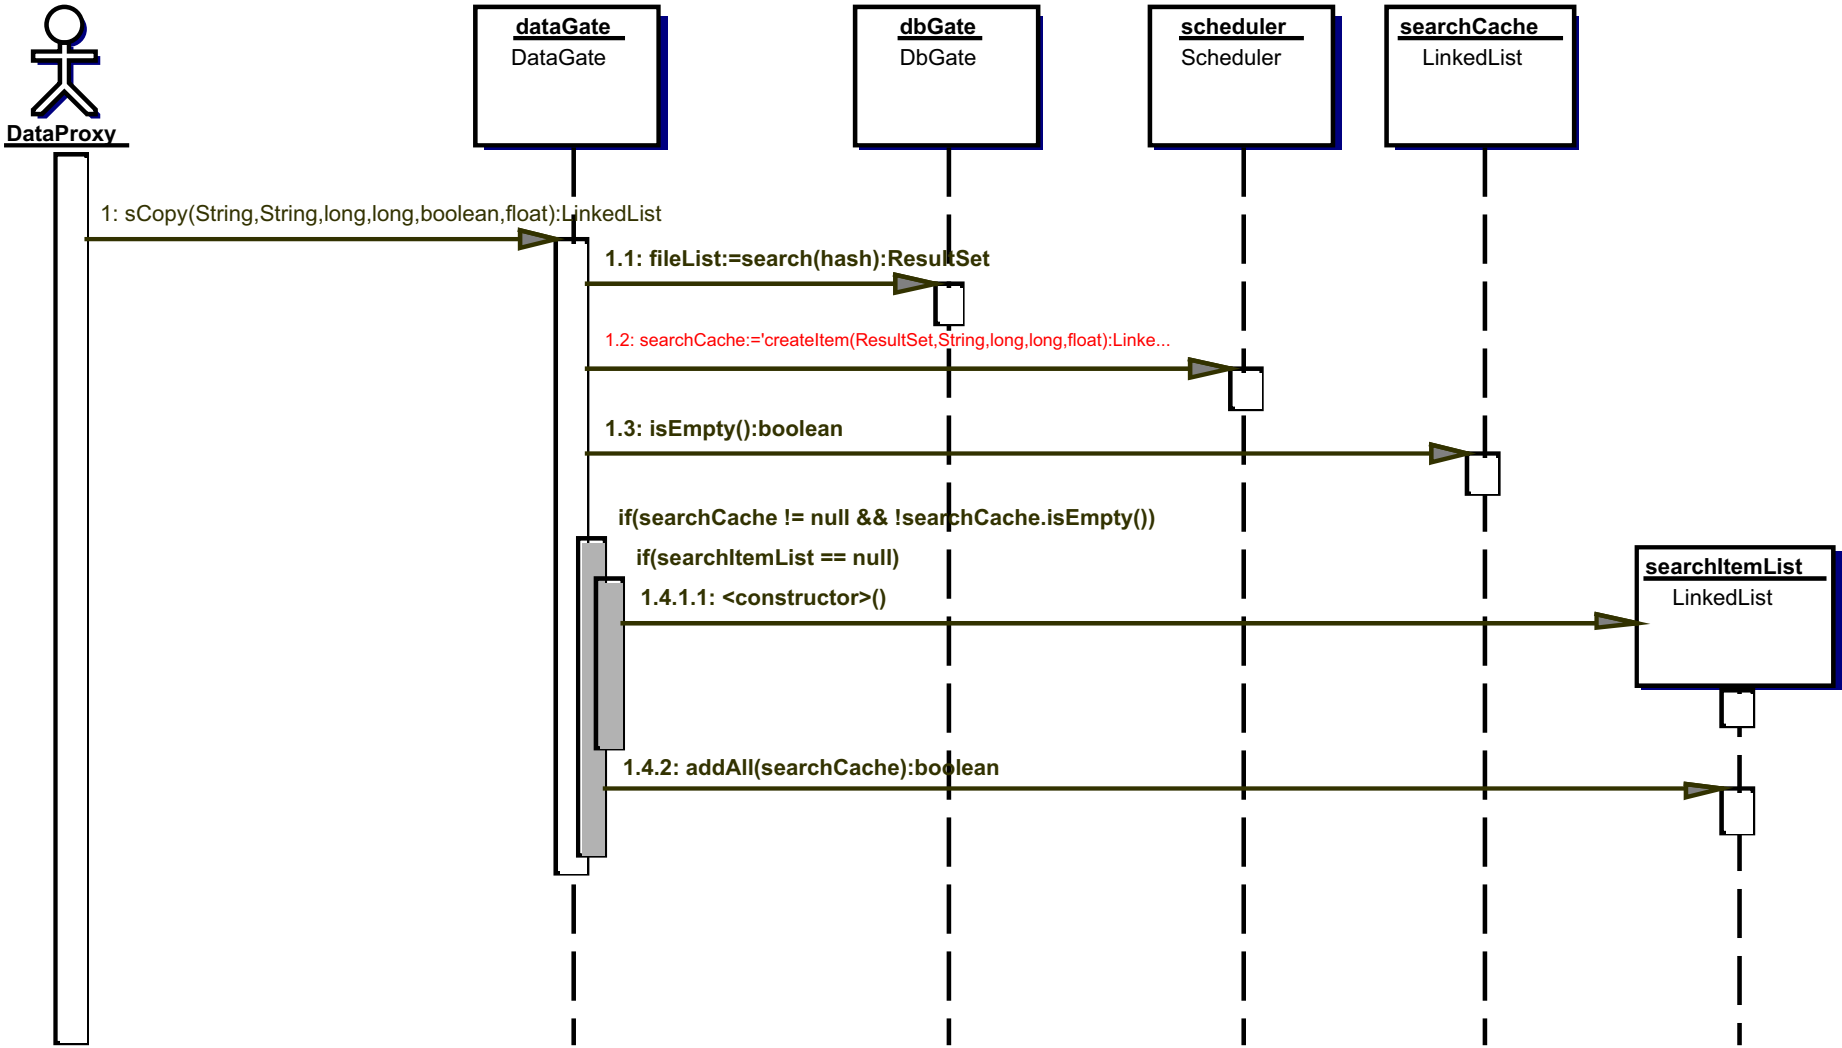 dataGate
DataGate
dbGate
DbGate
scheduler
Scheduler
searchCache
LinkedList
DataProxy
1: sCopy(String,String,long,long,boolean,float):LinkedList
1.1: fileList:=search(hash):ResultSet
1.2: searchCache:='createItem(ResultSet,String,long,long,float):Linke...
1.3: isEmpty():boolean
if(searchCache != null && !searchCache.isEmpty())
if(searchItemList == null)
searchItemList
LinkedList
1.4.1.1: <constructor>()
1.4.2: addAll(searchCache):boolean